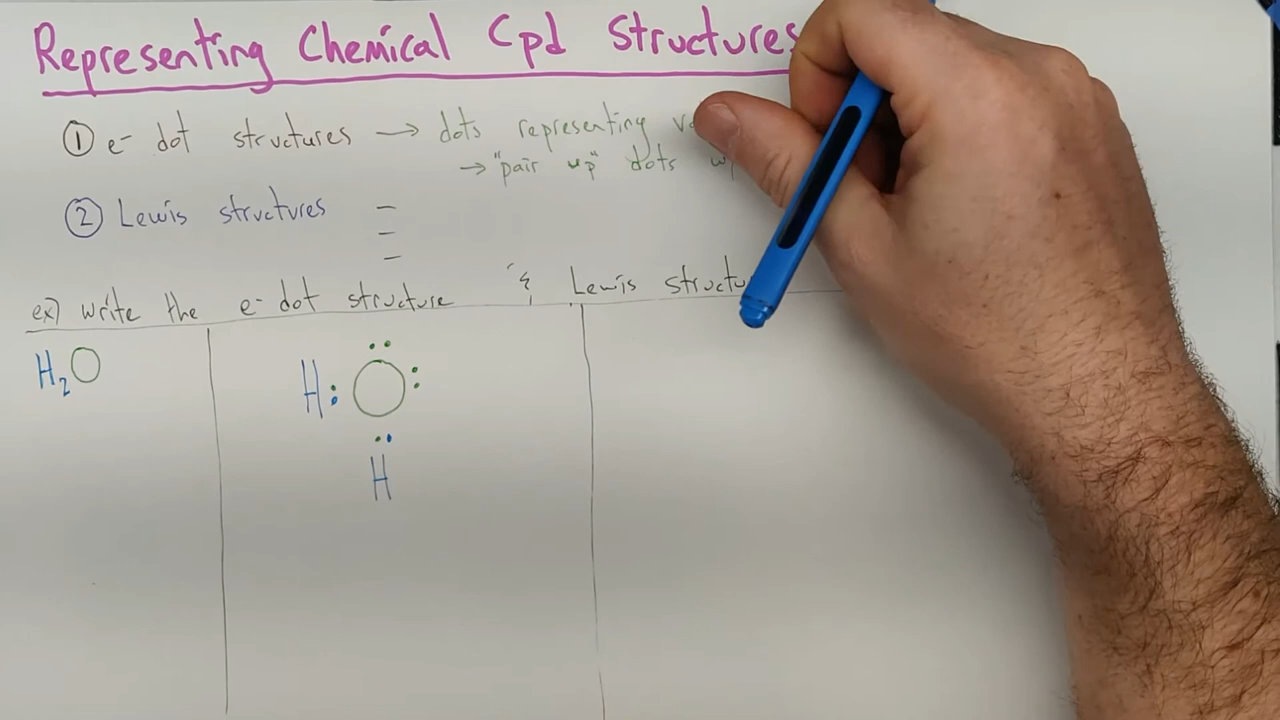 Representing Chemical Cpd Structures
① e- dot structures → dots representing
→ "pair up" dots
② Lewis structures
ex) write the e- dot structure & Lewis
H₂O
H : O
H